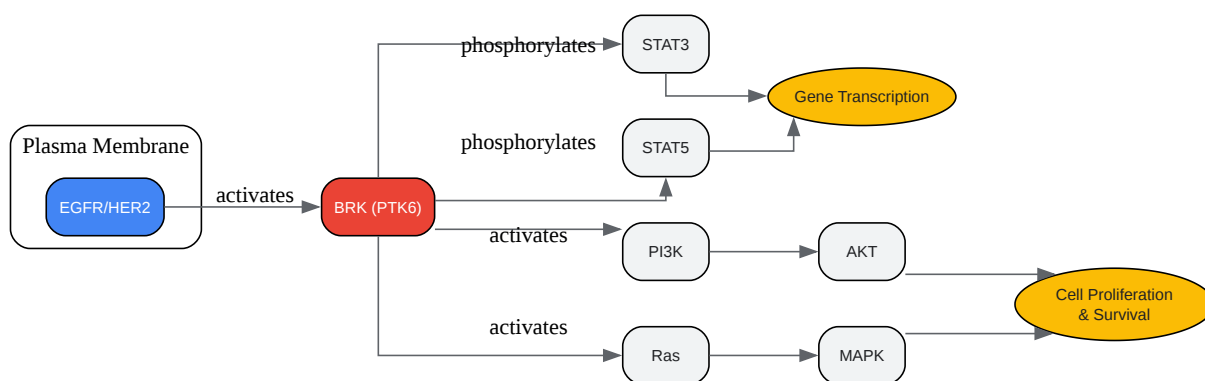 phosphorylates
STAT3
Gene Transcription
Plasma Membrane
phosphorylates
STAT5
EGFR/HER2
activates
BRK (PTK6)
activates
PI3K
AKT
Cell Proliferation
& Survival
activates
Ras
MAPK